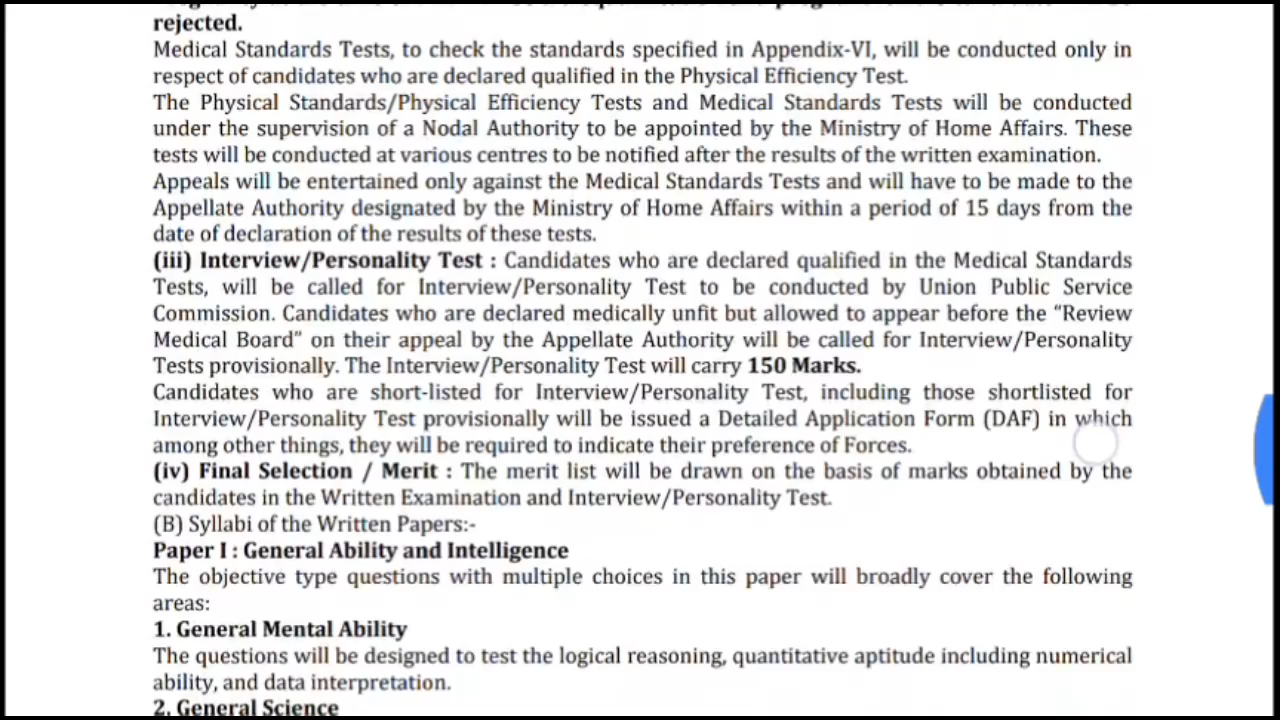 rejected.
Medical Standards Tests, to check the standards specified in Appendix-VI, will be conducted only in
respect of candidates who are declared qualified in the Physical Efficiency Test.
The Physical Standards/Physical Efficiency Tests and Medical Standards Tests will be conducted
under the supervision of a Nodal Authority to be appointed by the Ministry of Home Affairs. These
tests will be conducted at various centres to be notified after the results of the written examination.
Appeals will be entertained only against the Medical Standards Tests and will have to be made to the
Appellate Authority designated by the Ministry of Home Affairs within a period of 15 days from the
date of declaration of the results of these tests.
(iii) Interview/Personality Test : Candidates who are declared qualified in the Medical Standards
Tests, will be called for Interview/Personality Test to be conducted by Union Public Service
Commission. Candidates who are declared medically unfit but allowed to appear before the “Review
Medical Board” on their appeal by the Appellate Authority will be called for Interview/Personality
Tests provisionally. The Interview/Personality Test will carry 150 Marks.
Candidates who are short-listed for Interview/Personality Test, including those shortlisted for
Interview/Personality Test provisionally will be issued a Detailed Application Form (DAF) in which
among other things, they will be required to indicate their preference of Forces.
(iv) Final Selection / Merit : The merit list will be drawn on the basis of marks obtained by the
candidates in the Written Examination and Interview/Personality Test.
(B) Syllabi of the Written Papers:-
Paper I : General Ability and Intelligence
The objective type questions with multiple choices in this paper will broadly cover the following
areas:
1. General Mental Ability
The questions will be designed to test the logical reasoning, quantitative aptitude including numerical
ability, and data interpretation.
2. General Science